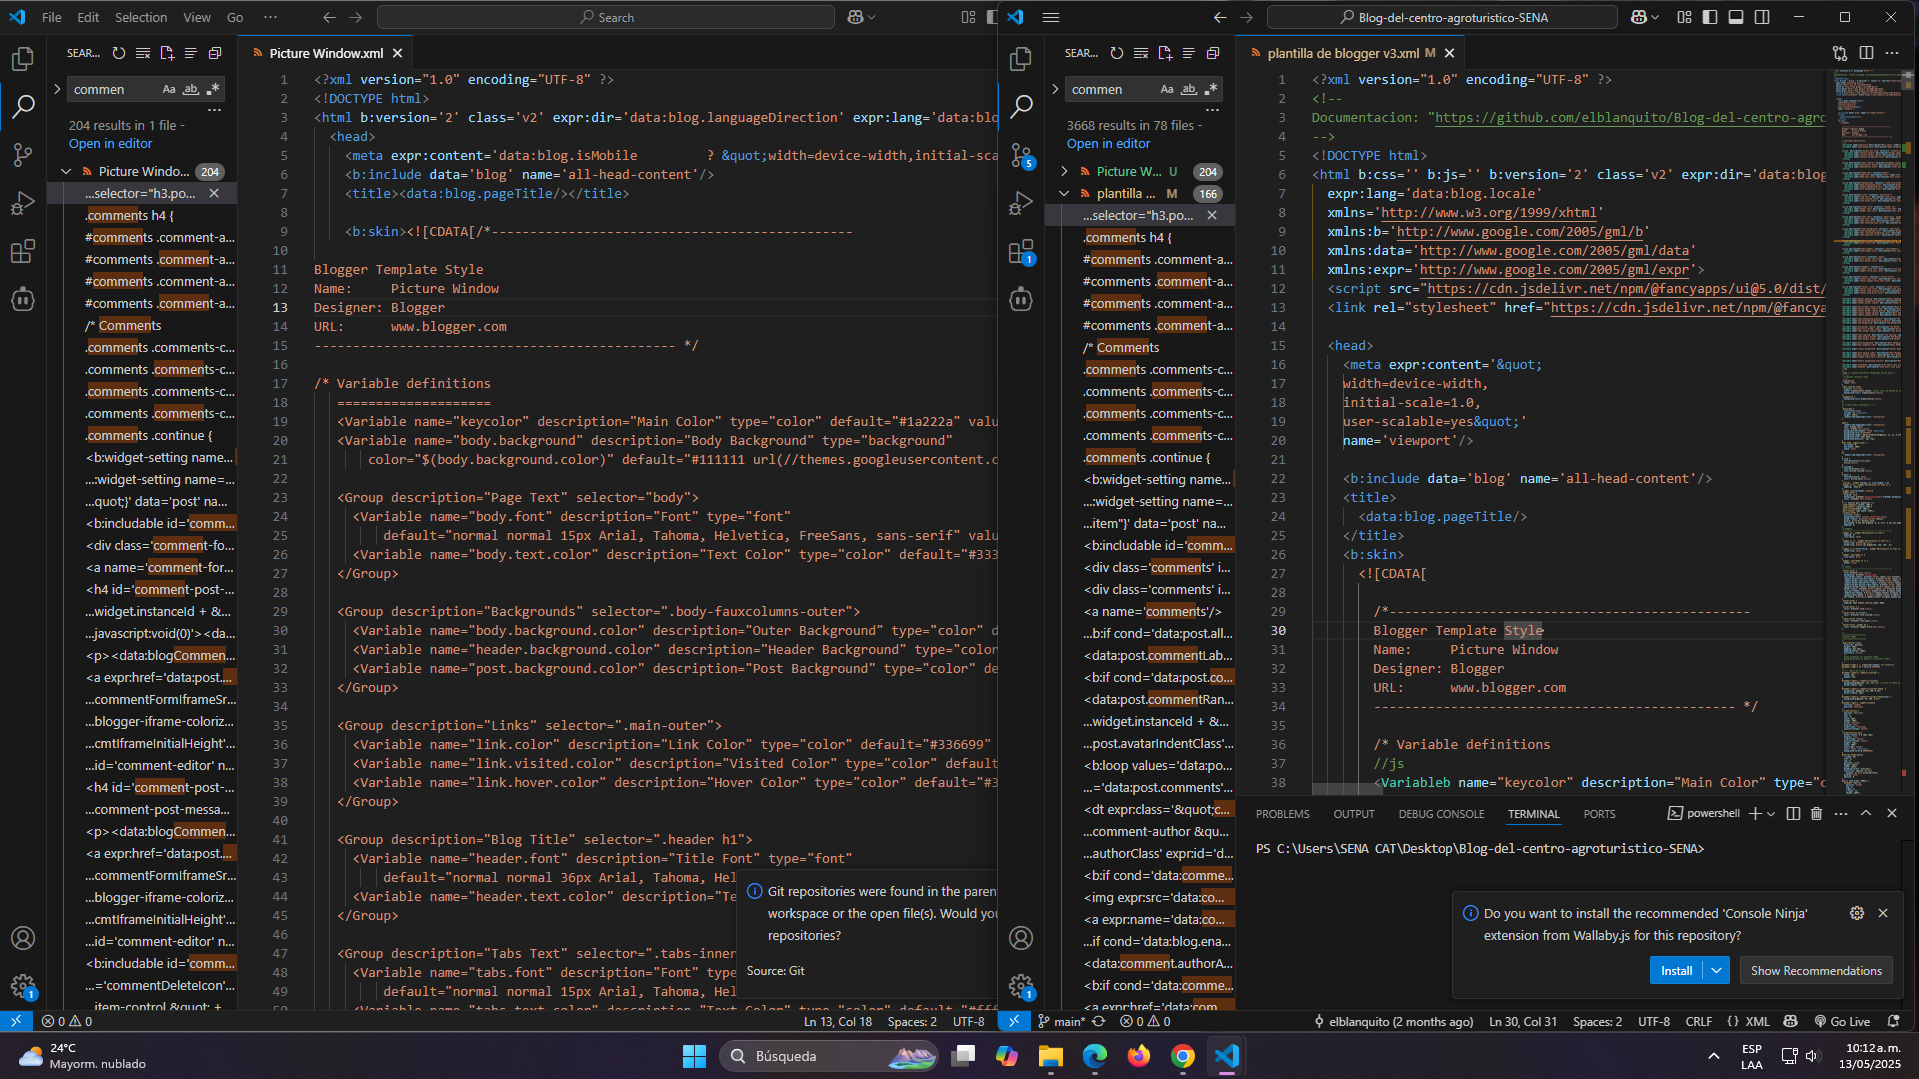 File Edit Selection View Go ··· Search
SEAR...
Picture Window.xml
commen
Aa ab
204 results in 1 file -
Open in editor
Picture Windo... 204
...selector="h3.po...
.comments h4 {
#comments .comment-a...
#comments .comment-a...
#comments .comment-a...
#comments .comment-a...
/* Comments
.comments .comments-c...
.comments .comments-c...
.comments .comments-c...
.comments .comments-c...
.comments .continue {
<b:widget-setting name...
...:widget-setting name=...
...quot;}' data='post' na...
<b:includable id='comm...
<div class='comment-fo...
<a name='comment-for...
<h4 id='comment-post-...
...widget.instanceId + &...
...javascript:void(0)'><da...
<p><data:blogCommen...
<a expr:href='data:post....
...commentFormIframeSr...
...blogger-iframe-coloriz...
...cmtIframeInitialHeight'...
...id='comment-editor' n...
<h4 id='comment-post-...
...comment-post-messa...
<p><data:blogCommen...
<a expr:href='data:post....
...commentFormIframeSr...
...blogger-iframe-coloriz...
...cmtIframeInitialHeight'...
...id='comment-editor' n...
<b:includable id='comm...
...='commentDeleteIcon'...
item-control &quot; +
1 <?xml version="1.0" encoding="UTF-8" ?>
2 <!DOCTYPE html>
3 <html b:version='2' class='v2' expr:dir='data:blog.languageDirection' expr:lang='data:blo
4 <head>
5 <meta expr:content='data:blog.isMobile ? &quot;width=device-width,initial-sca
6 <b:include data='blog' name='all-head-content'/>
7 <title><data:blog.pageTitle/></title>
8
9 <b:skin><![CDATA[/*-----------------------------------------------
10
11 Blogger Template Style
12 Name: Picture Window
13 Designer: Blogger
14 URL: www.blogger.com
15 ----------------------------------------------- */
16
17 /* Variable definitions
18 ====================
19 <Variable name="keycolor" description="Main Color" type="color" default="#1a222a" valu
20 <Variable name="body.background" description="Body Background" type="background"
21 color="$(body.background.color)" default="#111111 url(//themes.googleusercontent.c
22
23 <Group description="Page Text" selector="body">
24 <Variable name="body.font" description="Font" type="font"
25 default="normal normal 15px Arial, Tahoma, Helvetica, FreeSans, sans-serif" valu
26 <Variable name="body.text.color" description="Text Color" type="color" default="#333
27 </Group>
28
29 <Group description="Backgrounds" selector=".body-fauxcolumns-outer">
30 <Variable name="body.background.color" description="Outer Background" type="color" d
31 <Variable name="header.background.color" description="Header Background" type="color
32 <Variable name="post.background.color" description="Post Background" type="color" de
33 </Group>
34
35 <Group description="Links" selector=".main-outer">
36 <Variable name="link.color" description="Link Color" type="color" default="#336699"
37 <Variable name="link.visited.color" description="Visited Color" type="color" default
38 <Variable name="link.hover.color" description="Hover Color" type="color" default="#3
39 </Group>
40
41 <Group description="Blog Title" selector=".header h1">
42 <Variable name="header.font" description="Title Font" type="font"
43 default="normal normal 36px Arial, Tahoma, Hel
44 <Variable name="header.text.color" description="Te
45 </Group>
46
47 <Group description="Tabs Text" selector=".tabs-inner
48 <Variable name="tabs.font" description="Font" type
49 default="normal normal 15px Arial, Tahoma, Hel
50 <Variable name="tabs.text.color" description="Text Color" type="color" default="#fff
Git repositories were found in the paren
workspace or the open file(s). Would you
repositories?
Source: Git
0 0 Ln 13, Col 18 Spaces: 2 UTF-8
Blog-del-centro-agroturistico-SENA
SEAR...
plantilla de blogger v3.xml M
commen
Aa ab
3668 results in 78 files -
Open in editor
5
1
Picture W... U 204
plantilla ... M 166
...selector="h3.po...
.comments h4 {
#comments .comment-a...
#comments .comment-a...
#comments .comment-a...
#comments .comment-a...
/* Comments
.comments .comments-c...
.comments .comments-c...
.comments .comments-c...
.comments .comments-c...
.comments .continue {
<b:widget-setting name...
...:widget-setting name=...
...item"}' data='post' na...
<b:includable id='comm...
<div class='comments' i...
<div class='comments' i...
<a name='comments'/>
...b:if cond='data:post.all...
<data:post.commentLab...
<b:if cond='data:post.co...
<data:post.commentRan...
...widget.instanceId + &...
...post.avatarIndentClass'...
<b:loop values='data:po...
...='data:post.comments'...
<dt expr:class='&quot;c...
...comment-author &qu...
...authorClass' expr:id='d...
<b:if cond='data:comme...
<img expr:src='data:co...
<a expr:name='data:co...
...if cond='data:blog.ena...
<data:comment.authorA...
<b:if cond='data:comme...
<a expr:href='data:com...
1 <?xml version="1.0" encoding="UTF-8" ?>
2 <!--
3 Documentacion: "https://github.com/elblanquito/Blog-del-centro-agro
4 -->
5 <!DOCTYPE html>
6 <html b:css='' b:js='' b:version='2' class='v2' expr:dir='data:blog
7 expr:lang='data:blog.locale'
8 xmlns='http://www.w3.org/1999/xhtml'
9 xmlns:b='http://www.google.com/2005/gml/b'
10 xmlns:data='http://www.google.com/2005/gml/data'
11 xmlns:expr='http://www.google.com/2005/gml/expr'>
12 <script src="https://cdn.jsdelivr.net/npm/@fancyapps/ui@5.0/dist/
13 <link rel="stylesheet" href="https://cdn.jsdelivr.net/npm/@fancya
14
15 <head>
16 <meta expr:content='&quot;
17 width=device-width,
18 initial-scale=1.0,
19 user-scalable=yes&quot;'
20 name='viewport'/>
21
22 <b:include data='blog' name='all-head-content'/>
23 <title>
24 <data:blog.pageTitle/>
25 </title>
26 <b:skin>
27 <![CDATA[
28
29 /*-----------------------------------------------
30 Blogger Template Style
31 Name: Picture Window
32 Designer: Blogger
33 URL: www.blogger.com
34 ----------------------------------------------- */
35
36 /* Variable definitions
37 //js
38 <Variableb name="keycolor" description="Main Color" type="c
PROBLEMS OUTPUT DEBUG CONSOLE TERMINAL PORTS powershell
PS C:\Users\SENA CAT\Desktop\Blog-del-centro-agroturistico-SENA>
Do you want to install the recommended 'Console Ninja'
extension from Wallaby.js for this repository?
Install Show Recommendations
1
1
main* 0 0 elblanquito (2 months ago) Ln 30, Col 31 Spaces: 2 UTF-8 CRLF {} XML Go Live
24°C
Mayorm. nublado
Búsqueda
ESP
LAA
10:12 a. m.
13/05/2025